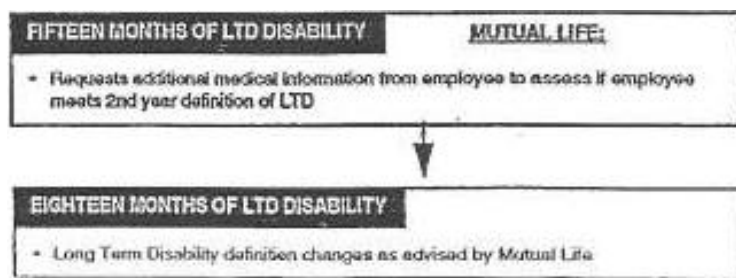 FIFTEEN MONTHS OF LTD DISABILITY MUTUAL LIFE:
• Requests additional medical information from employee to assess if employee
meets 2nd year definition of LTD
EIGHTEEN MONTHS OF LTD DISABILITY
• Long Term Disability definition changes as advised by Mutual Life